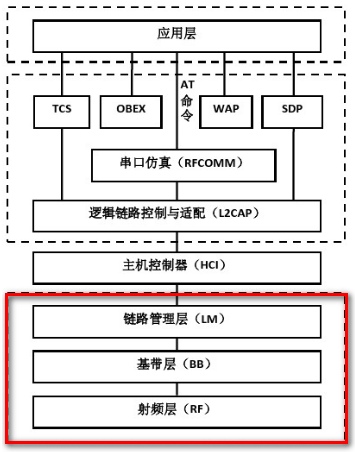 应用层
AT
命
令
TCS
OBEX
WAP
SDP
串口仿真（RFCOMM）
逻辑链路控制与适配（L2CAP）
主机控制器（HCI）
链路管理层（LM）
基带层（BB）
射频层（RF）